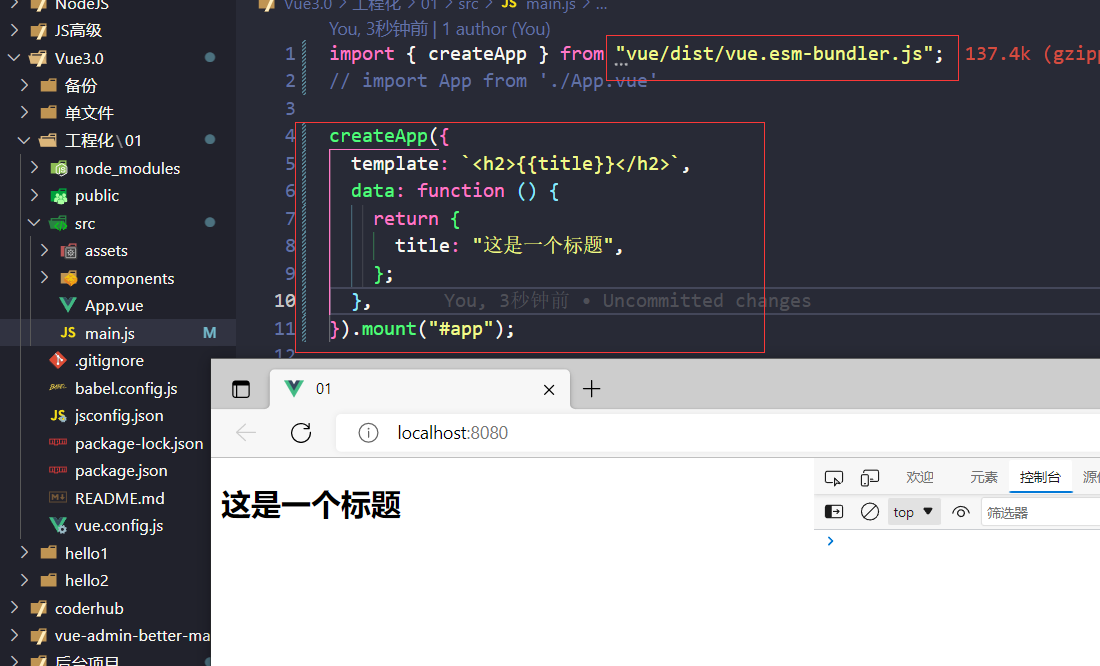 NodeJS
JS高级
Vue3.0
备份
单文件
工程化\01
node_modules
public
src
assets
components
App.vue
JS main.js M
.gitignore
babel.config.js
JS jsconfig.json
package-lock.json
package.json
README.md
vue.config.js
hello1
hello2
coderhub
vue-admin-better-ma
后台项目
Vue3.0 > 工程化 > 01 > src > JS main.js > ...
You, 3秒钟前 | 1 author (You)
1 import { createApp } from "vue/dist/vue.esm-bundler.js"; 137.4k (gzipp
2 // import App from './App.vue'
3
4 createApp({
5 template: `<h2>{{title}}</h2>`,
6 data: function () {
7 return {
8 title: "这是一个标题",
9 };
10 }, You, 3秒钟前 • Uncommitted changes
11 }).mount("#app");
12
01
localhost:8080
这是一个标题
欢迎 元素 控制台
top 筛选器